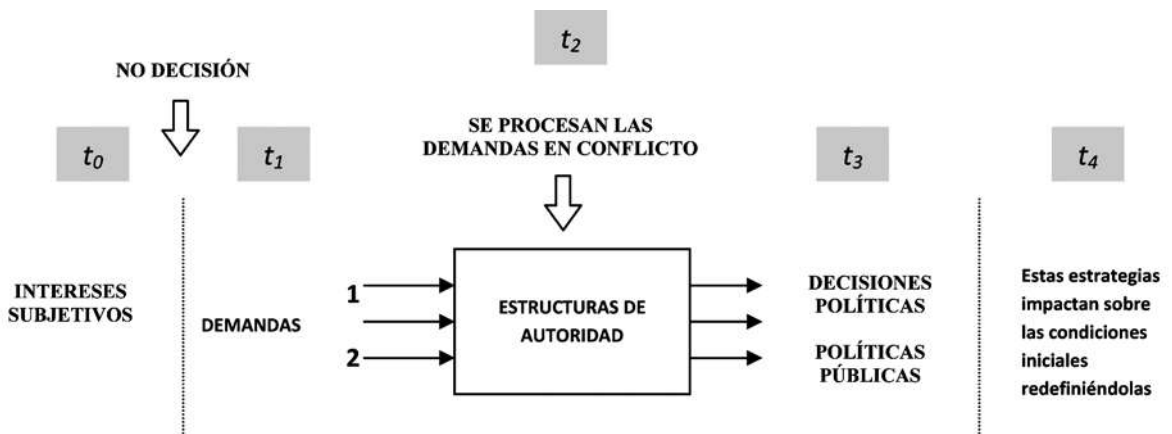 t2
NO DECISIÓN
SE PROCESAN LAS
DEMANDAS EN CONFLICTO
t0
t1
t3
t4
INTERESES
SUBJETIVOS
DEMANDAS
1
2
ESTRUCTURAS DE
AUTORIDAD
DECISIONES
POLÍTICAS
POLÍTICAS
PÚBLICAS
Estas estrategias
impactan sobre
las condiciones
iniciales
redefiniéndolas